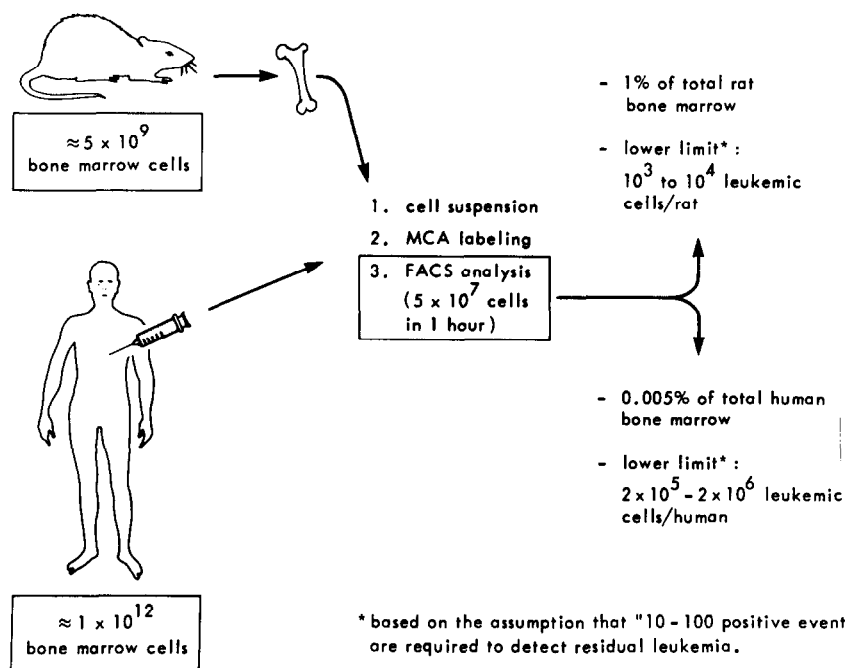 ≈ 5 x 10^9
bone marrow cells
≈ 1 x 10^12
bone marrow cells
1. cell suspension
2. MCA labeling
3. FACS analysis
(5 x 10^7 cells
in 1 hour)
- 1% of total rat
bone marrow
- lower limit* :
10^3 to 10^4 leukemic
cells/rat
- 0.005% of total human
bone marrow
- lower limit* :
2 x 10^5 - 2 x 10^6 leukemic
cells/human
* based on the assumption that "10 - 100 positive event
are required to detect residual leukemia.